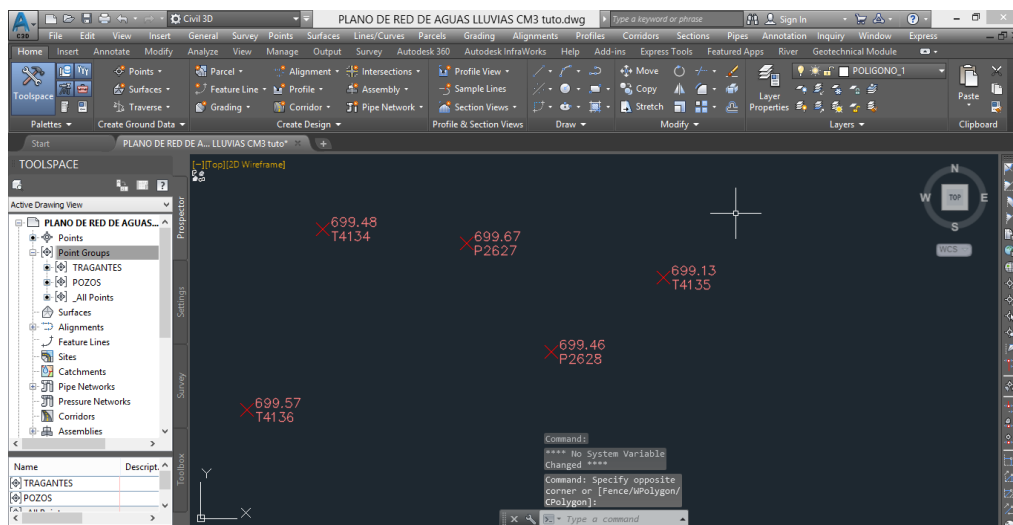 Civil 3D PLANO DE RED DE AGUAS LLUVIAS CM3 tuto.dwg Type a keyword or phrase Sign In
C3D File Edit View Insert General Survey Points Surfaces Lines/Curves Parcels Grading Alignments Profiles Corridors Sections Pipes Annotation Inquiry Window Express
Home Insert Annotate Modify Analyze View Manage Output Survey Autodesk 360 Autodesk InfraWorks Help Add-ins Express Tools Featured Apps River Geotechnical Module
Toolspace
Points Parcel Alignment Intersections Profile View Move POLIGONO_1
Surfaces Feature Line Profile Assembly Sample Lines Copy
Traverse Grading Corridor Pipe Network Section Views Stretch
Layer Properties
Paste
Palettes Create Ground Data Create Design Profile & Section Views Draw Modify Layers Clipboard
Start PLANO DE RED DE A... LLUVIAS CM3 tuto*
TOOLSPACE
Active Drawing View
PLANO DE RED DE AGUAS...
Points
Point Groups
TRAGANTES
POZOS
_All Points
Surfaces
Alignments
Feature Lines
Sites
Catchments
Pipe Networks
Pressure Networks
Corridors
Assemblies
Name Descript.
TRAGANTES
POZOS
Prospector
Settings
Survey
Toolbox
[-][Top][2D Wireframe]
699.48
T4134
699.67
P2627
699.13
T4135
699.46
P2628
699.57
T4136
N
W TOP E
S
WCS
Y
X
Command:
**** No System Variable
Changed ****
Command: Specify opposite
corner or [Fence/WPolygon/
CPolygon]:
Type a command